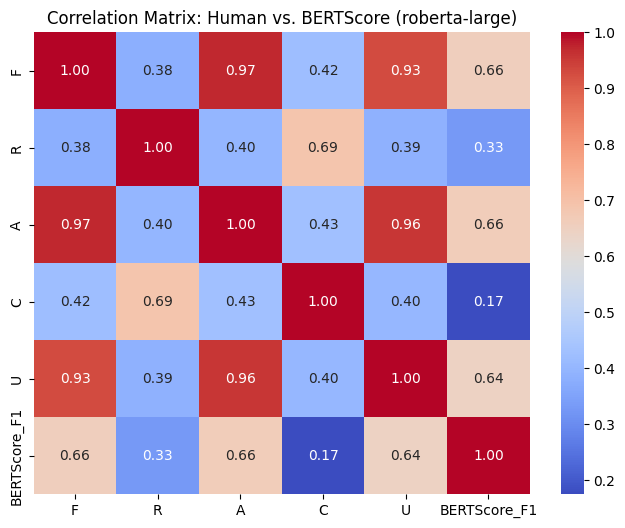 Correlation Matrix: Human vs. BERTScore (roberta-large)
F 1.00 0.38 0.97 0.42 0.93 0.66
R 0.38 1.00 0.40 0.69 0.39 0.33
A 0.97 0.40 1.00 0.43 0.96 0.66
C 0.42 0.69 0.43 1.00 0.40 0.17
U 0.93 0.39 0.96 0.40 1.00 0.64
BERTScore_F1 0.66 0.33 0.66 0.17 0.64 1.00
F R A C U BERTScore_F1
1.0
0.9
0.8
0.7
0.6
0.5
0.4
0.3
0.2